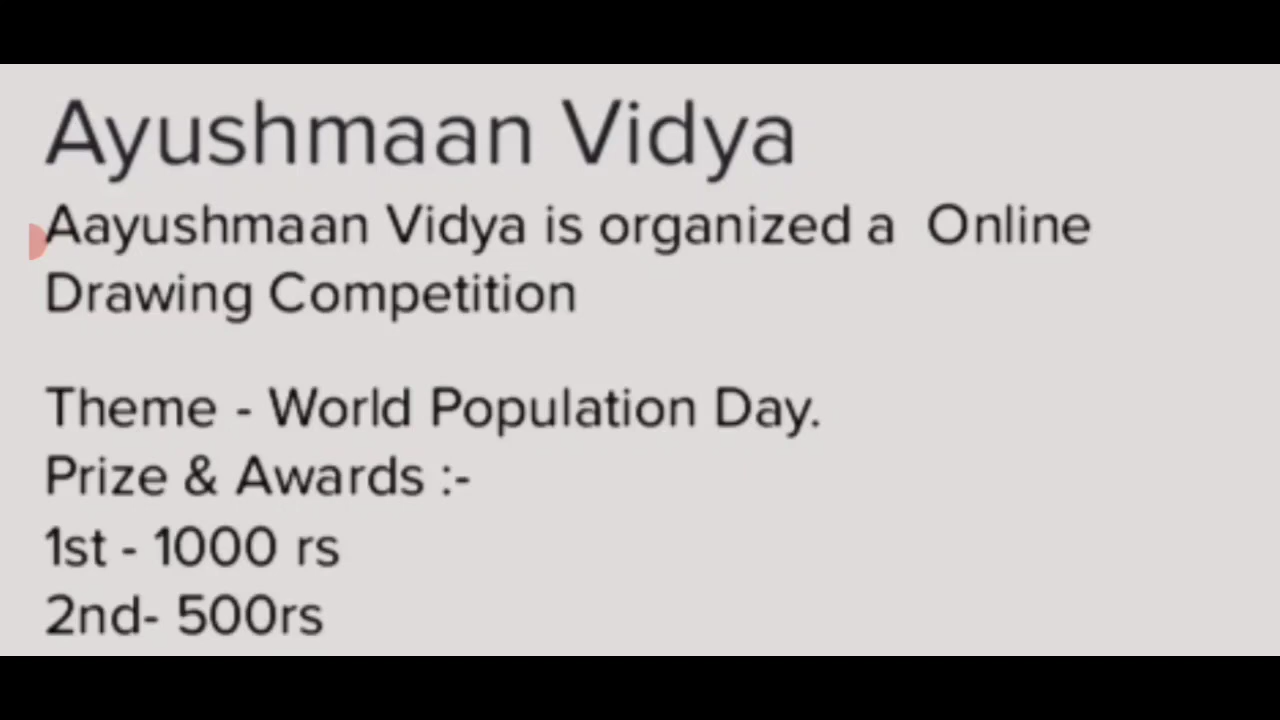 Ayushmaan Vidya
Aayushmaan Vidya is organized a  Online
Drawing Competition
Theme - World Population Day.
Prize & Awards :-
1st - 1000 rs
2nd- 500rs